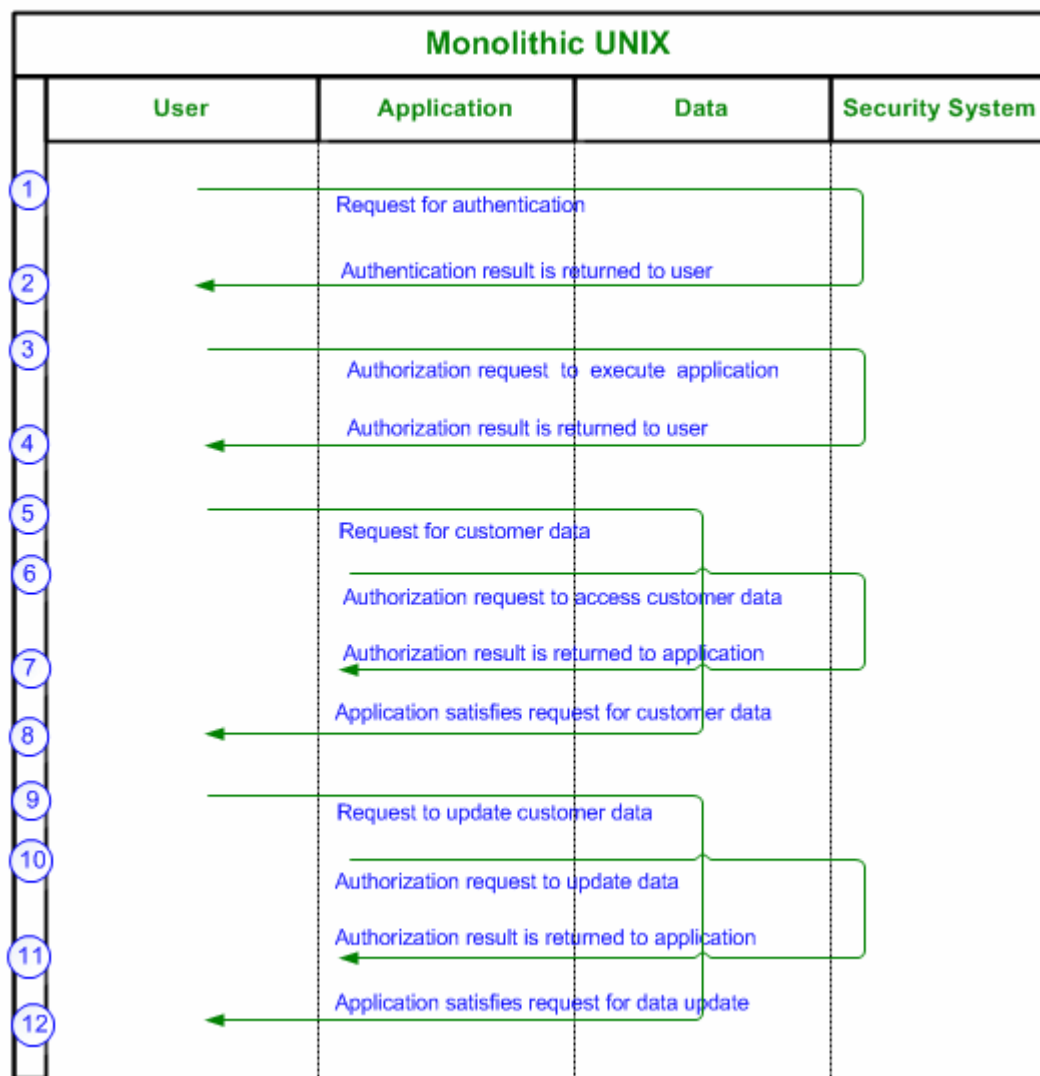 Monolithic UNIX
User Application Data Security System
1
Request for authentication
Authentication result is returned to user
2
3
Authorization request to execute application
Authorization result is returned to user
4
5
Request for customer data
6
Authorization request to access customer data
Authorization result is returned to application
7
Application satisfies request for customer data
8
9
Request to update customer data
10
Authorization request to update data
Authorization result is returned to application
11
Application satisfies request for data update
12